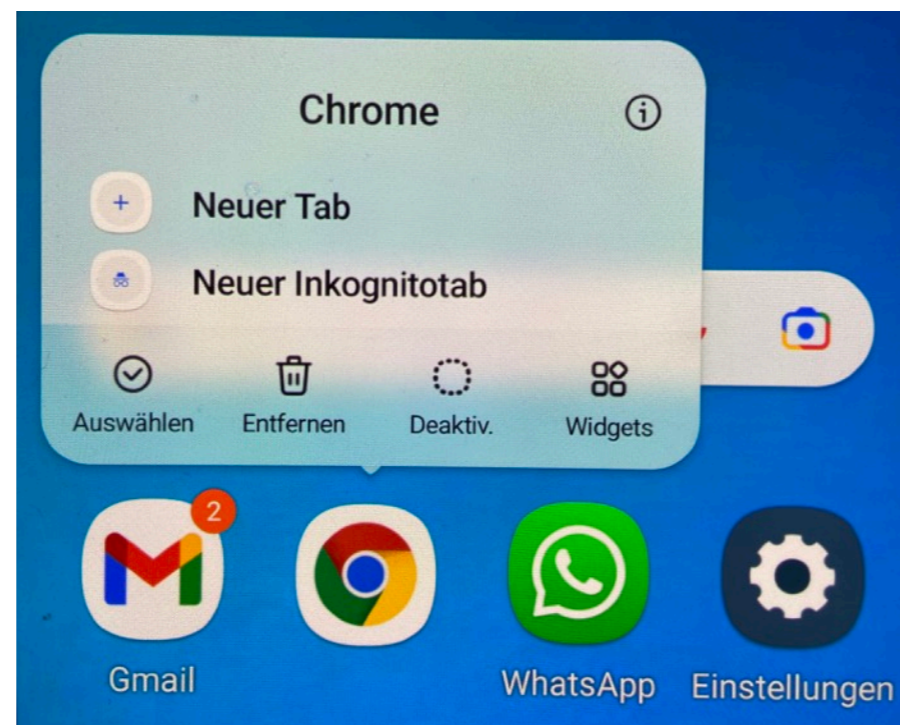 Chrome
Neuer Tab
Neuer Inkognitotab
Auswählen Entfernen Deaktiv. Widgets
2
Gmail WhatsApp Einstellungen